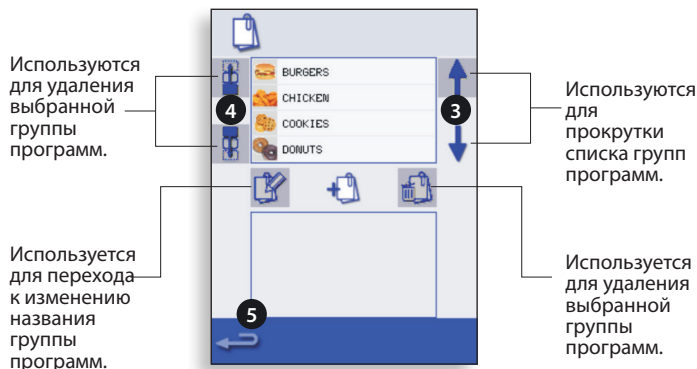 Используются
для удаления
выбранной
группы
программ.
4
BURGERS
CHICKEN
COOKIES
DONUTS
3
Используются
для
прокрутки
списка групп
программ.
Используется
для перехода
к изменению
названия
группы
программ.
5
Используется
для удаления
выбранной
группы
программ.